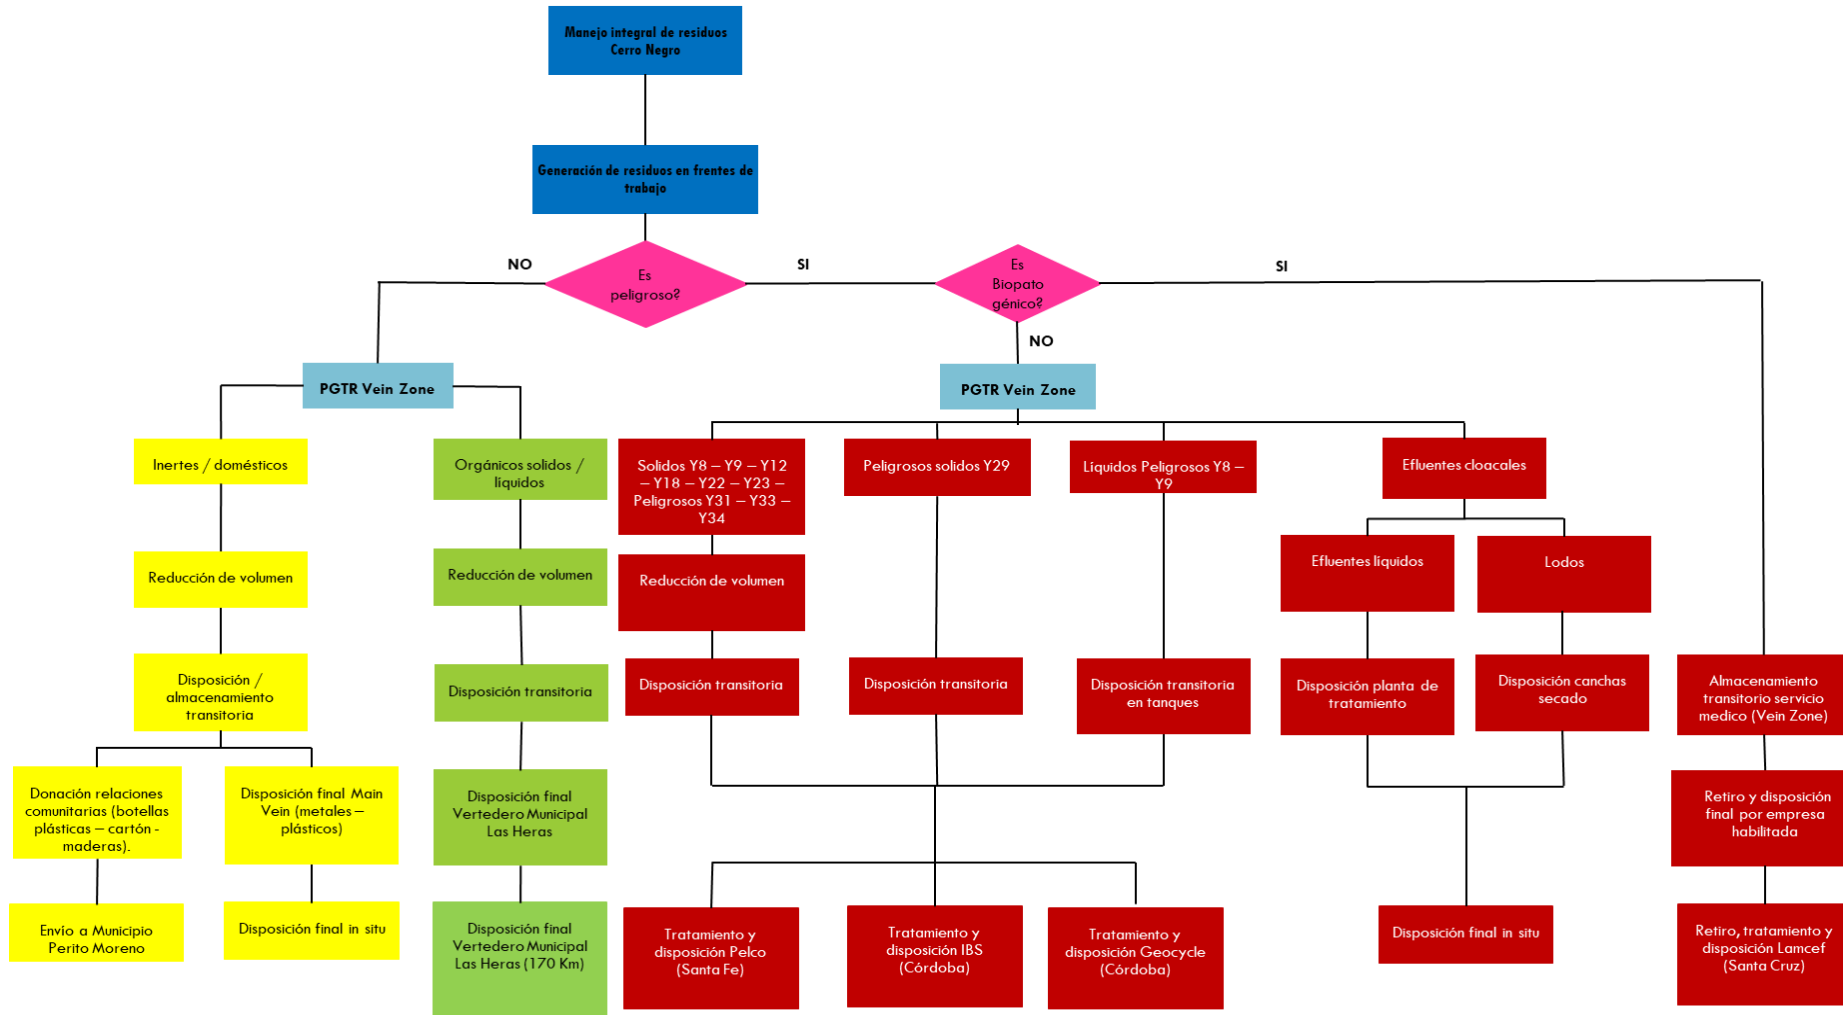 Manejo integral de residuos
Cerro Negro
Generación de residuos en frentes de
trabajo
NO
Es
peligroso?
SI
Es
Biopato
génico?
SI
NO
PGTR Vein Zone
PGTR Vein Zone
Inertes / domésticos
Orgánicos solidos /
líquidos
Solidos Y8 – Y9 – Y12
– Y18 – Y22 – Y23 –
Peligrosos Y31 – Y33 –
Y34
Peligrosos solidos Y29
Líquidos Peligrosos Y8 –
Y9
Efluentes cloacales
Reducción de volumen
Reducción de volumen
Reducción de volumen
Efluentes líquidos
Lodos
Disposición /
almacenamiento
transitoria
Disposición transitoria
Disposición transitoria
Disposición transitoria
Disposición transitoria
en tanques
Disposición planta de
tratamiento
Disposición canchas
secado
Almacenamiento
transitorio servicio
medico (Vein Zone)
Donación relaciones
comunitarias (botellas
plásticas – cartón -
maderas).
Disposición final Main
Vein (metales –
plásticos)
Disposición final
Vertedero Municipal
Las Heras
Retiro y disposición
final por empresa
habilitada
Envío a Municipio
Perito Moreno
Disposición final in situ
Disposición final
Vertedero Municipal
Las Heras (170 Km)
Tratamiento y
disposición Pelco
(Santa Fe)
Tratamiento y
disposición IBS
(Córdoba)
Tratamiento y
disposición Geocycle
(Córdoba)
Disposición final in situ
Retiro, tratamiento y
disposición Lamcef
(Santa Cruz)